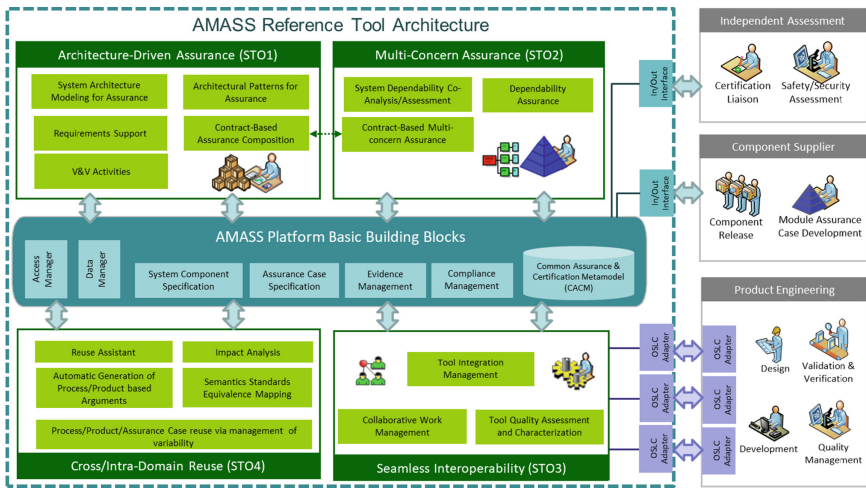 AMASS Reference Tool Architecture
Architecture-Driven Assurance (STO1)
System Architecture
Modeling for Assurance
Architectural Patterns for
Assurance
Requirements Support
Contract-Based
Assurance Composition
V&V Activities
Multi-Concern Assurance (STO2)
System Dependability Co-
Analysis/Assessment
Dependability
Assurance
Contract-Based Multi-
concern Assurance
AMASS Platform Basic Building Blocks
Access
Manager
Data
Manager
System Component
Specification
Assurance Case
Specification
Evidence
Management
Compliance
Management
Common Assurance &
Certification Metamodel
(CACM)
Reuse Assistant
Impact Analysis
Automatic Generation of
Process/Product based
Arguments
Semantics Standards
Equivalence Mapping
Process/Product/Assurance Case reuse via management of
variability
Cross/Intra-Domain Reuse (STO4)
Tool Integration
Management
Collaborative Work
Management
Tool Quality Assessment
and Characterization
Seamless Interoperability (STO3)
In/Out
Interface
In/Out
Interface
OSLC
Adapter
OSLC
Adapter
OSLC
Adapter
OSLC
Adapter
OSLC
Adapter
OSLC
Adapter
Independent Assessment
Certification
Liaison
Safety/Security
Assessment
Component Supplier
Component
Release
Module Assurance
Case Development
Product Engineering
Design
Validation &
Verification
Development
Quality
Management